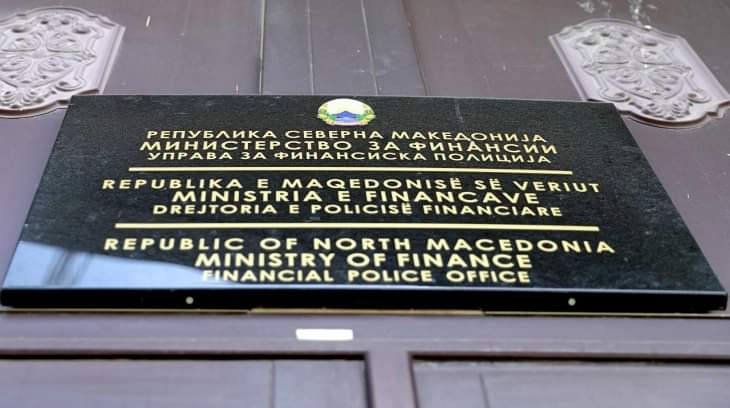 РЕПУБЛИКА СЕВЕРНА МАКЕДОНИЈА
МИНИСТЕРСТВО ЗА ФИНАНСИИ
УПРАВА ЗА ФИНАНСИСКА ПОЛИЦИЈА
REPUBLIKA E MAQEDONISË SË VERIUT
MINISTRIA E FINANCAVE
DREJTORIA E POLICISË FINANCIARE
REPUBLIC OF NORTH MACEDONIA
MINISTRY OF FINANCE
FINANCIAL POLICE OFFICE